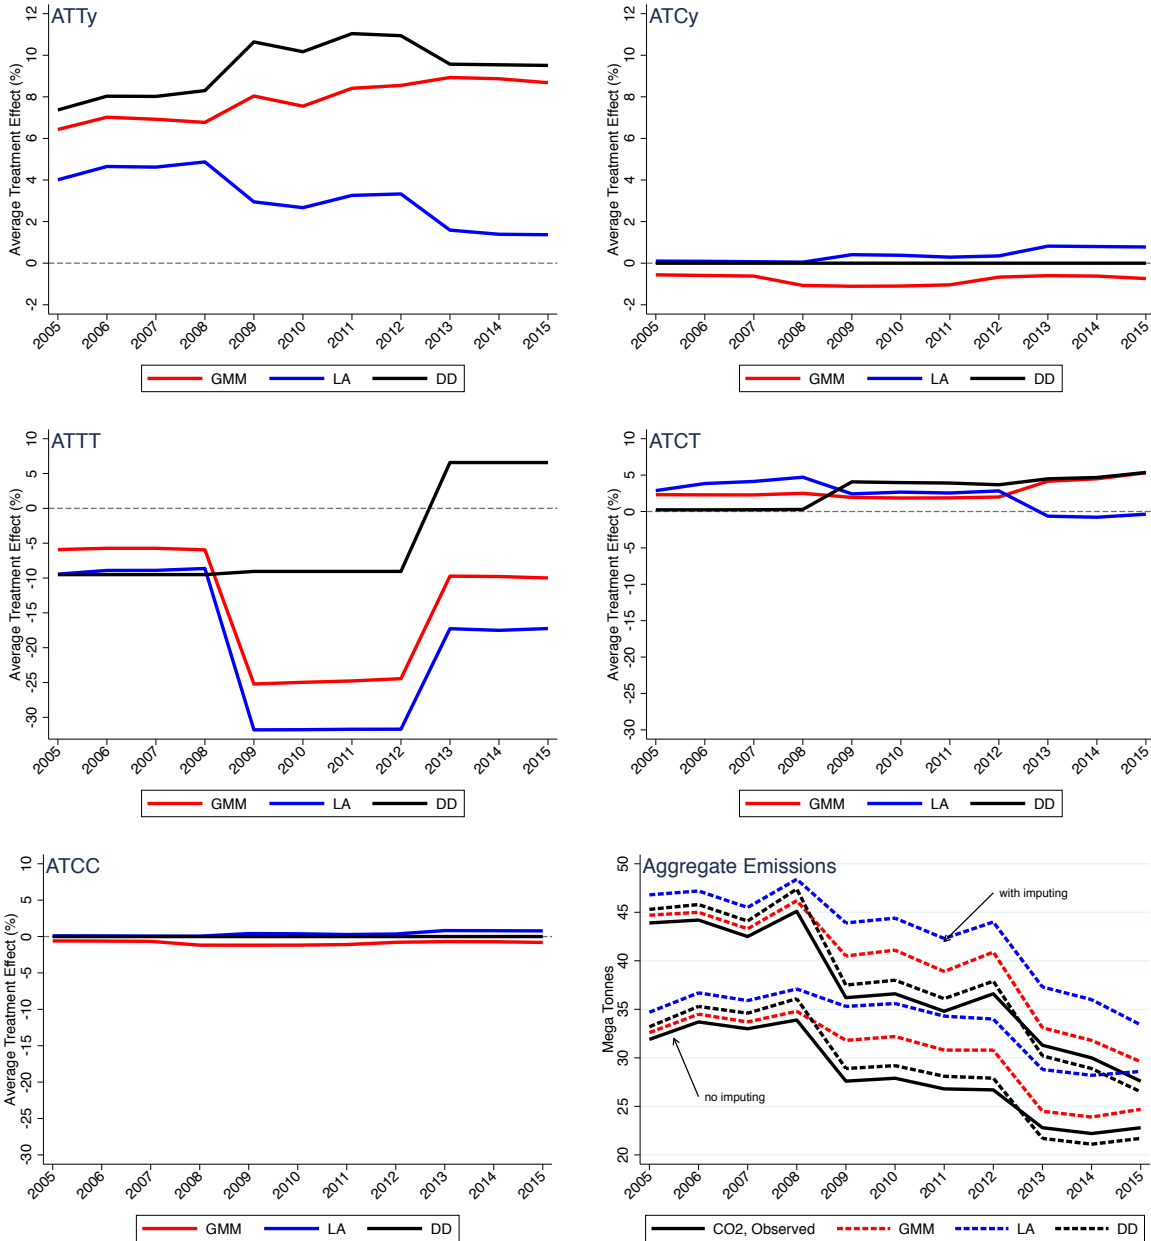 ATTy
Average Treatment Effect (%)
12
10
8
6
4
2
0
-2
2005 2006 2007 2008 2009 2010 2011 2012 2013 2014 2015
GMM LA DD
ATCy
Average Treatment Effect (%)
12
10
8
6
4
2
0
-2
2005 2006 2007 2008 2009 2010 2011 2012 2013 2014 2015
GMM LA DD
ATTT
Average Treatment Effect (%)
10
5
0
-5
-10
-15
-20
-25
-30
2005 2006 2007 2008 2009 2010 2011 2012 2013 2014 2015
GMM LA DD
ATCT
Average Treatment Effect (%)
10
5
0
-5
-10
-15
-20
-25
-30
2005 2006 2007 2008 2009 2010 2011 2012 2013 2014 2015
GMM LA DD
ATCC
Average Treatment Effect (%)
10
5
0
-5
-10
-15
-20
-25
-30
2005 2006 2007 2008 2009 2010 2011 2012 2013 2014 2015
GMM LA DD
Aggregate Emissions
Mega Tonnes
50
45
40
35
30
25
20
with imputing
no imputing
2005 2006 2007 2008 2009 2010 2011 2012 2013 2014 2015
CO2, Observed GMM LA DD